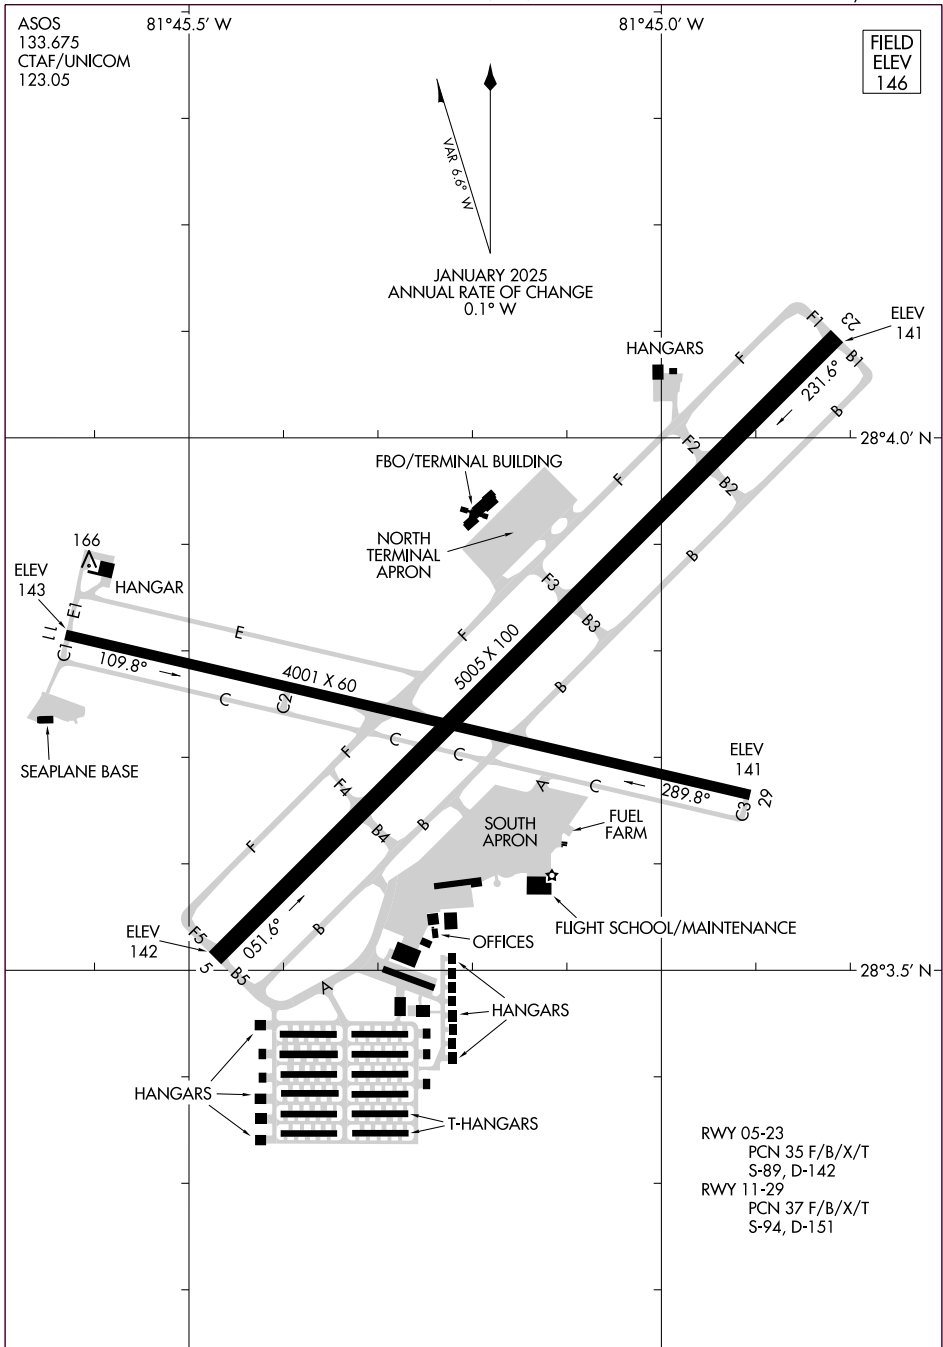 ASOS
133.675
CTAF/UNICOM
123.05
81°45.5' W
81°45.0' W
FIELD
ELEV
146
VAR 6.6° W
JANUARY 2025
ANNUAL RATE OF CHANGE
0.1° W
F1
23
ELEV
141
B1
HANGARS
F
231.6°
B
28°4.0' N
F2
FBO/TERMINAL BUILDING
F
B2
NORTH
TERMINAL
APRON
166
B
ELEV
143
HANGAR
F3
E1
E
F
B3
11
C1
109.8°
5005 X 100
4001 X 60
B
C
C2
SEAPLANE BASE
F
C
C
ELEV
141
F4
A
C
289.8°
29
C3
B4
B
SOUTH
APRON
FUEL
FARM
F
ELEV
142
F5
051.6°
B
OFFICES
FLIGHT SCHOOL/MAINTENANCE
5
B5
28°3.5' N
A
HANGARS
HANGARS
T-HANGARS
RWY 05-23
PCN 35 F/B/X/T
S-89, D-142
RWY 11-29
PCN 37 F/B/X/T
S-94, D-151